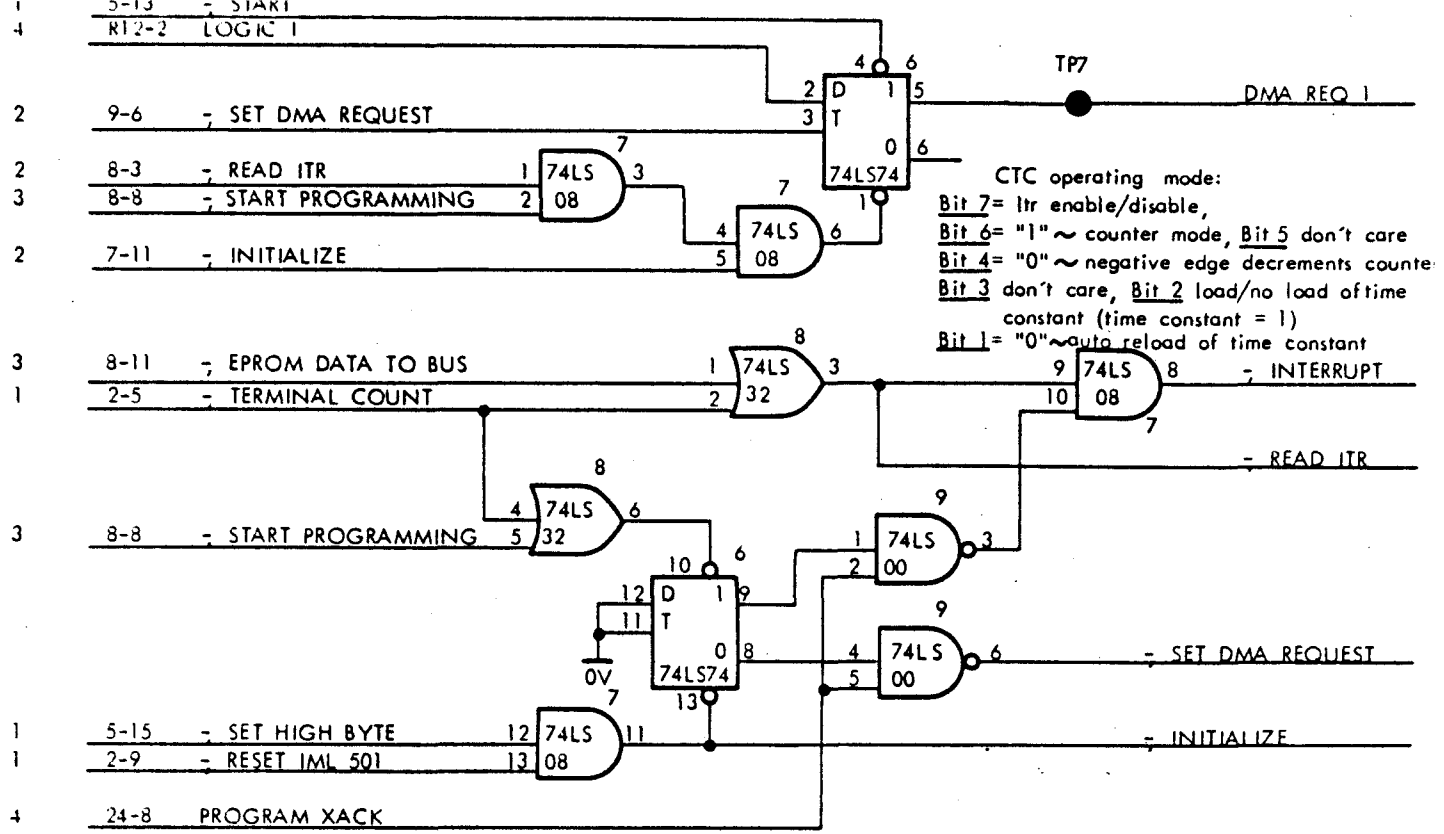 1 5-13 -, START
4 R12-2 LOGIC 1
4 6
TP7
2 D 1 5 DMA REQ 1
2 9-6 -, SET DMA REQUEST 3 T
7
0 6
2 8-3 -, READ ITR 1 74LS 3
74LS74
3 8-8 -, START PROGRAMMING 2 08
7 1
4 74LS 6
2 7-11 -, INITIALIZE 5 08
CTC operating mode:
Bit 7= Itr enable/disable,
Bit 6= "1"~ counter mode, Bit 5 don't care
Bit 4= "0"~ negative edge decrements counte
Bit 3 don't care, Bit 2 load/no load of time
constant (time constant = 1)
Bit 1= "0"~auto reload of time constant
8
3 8-11 -, EPROM DATA TO BUS 1 74LS 3 9 74LS 8 -, INTERRUPT
1 2-5 -, TERMINAL COUNT 2 32 10 08
7
-, READ ITR
8
4 74LS 6
3 8-8 -, START PROGRAMMING 5 32
9
1 74LS 3
2 00
10 6
12 D 1 9
11 T
0 8
0V 74LS74
13
9
4 74LS 6 -, SET DMA REQUEST
5 00
7
1 5-15 -, SET HIGH BYTE 12 74LS 11 -, INITIALIZE
1 2-9 -, RESET IML 501 13 08
4 24-8 PROGRAM XACK